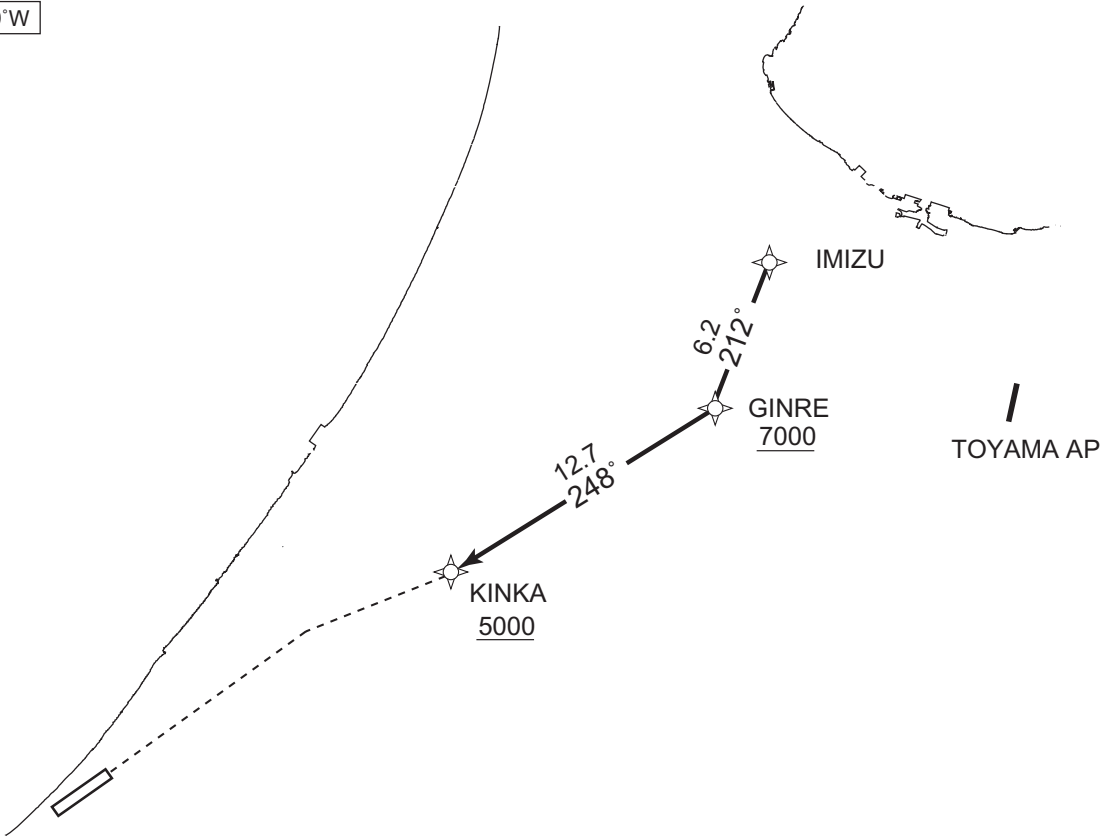 °W
IMIZU
6.2
212°
GINRE
7000
TOYAMA AP
12.7
248°
KINKA
5000